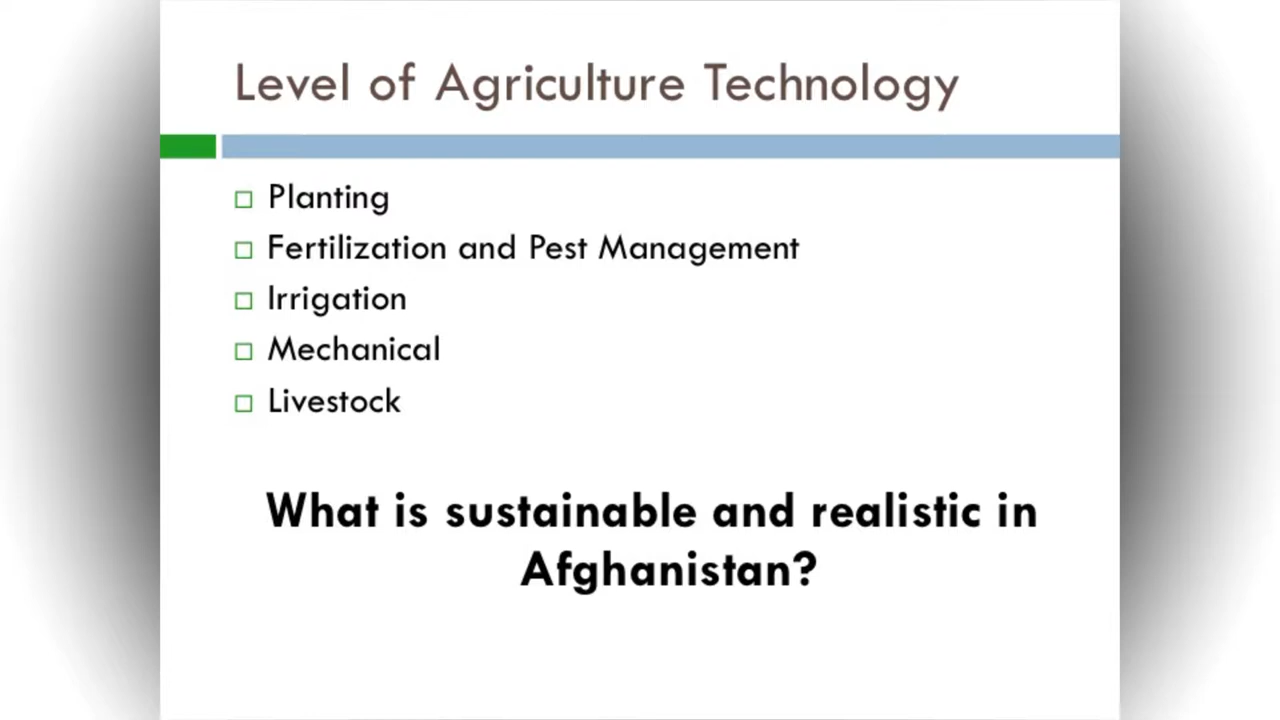 Level of Agriculture Technology
Planting
Fertilization and Pest Management
Irrigation
Mechanical
Livestock
What is sustainable and realistic in
Afghanistan?